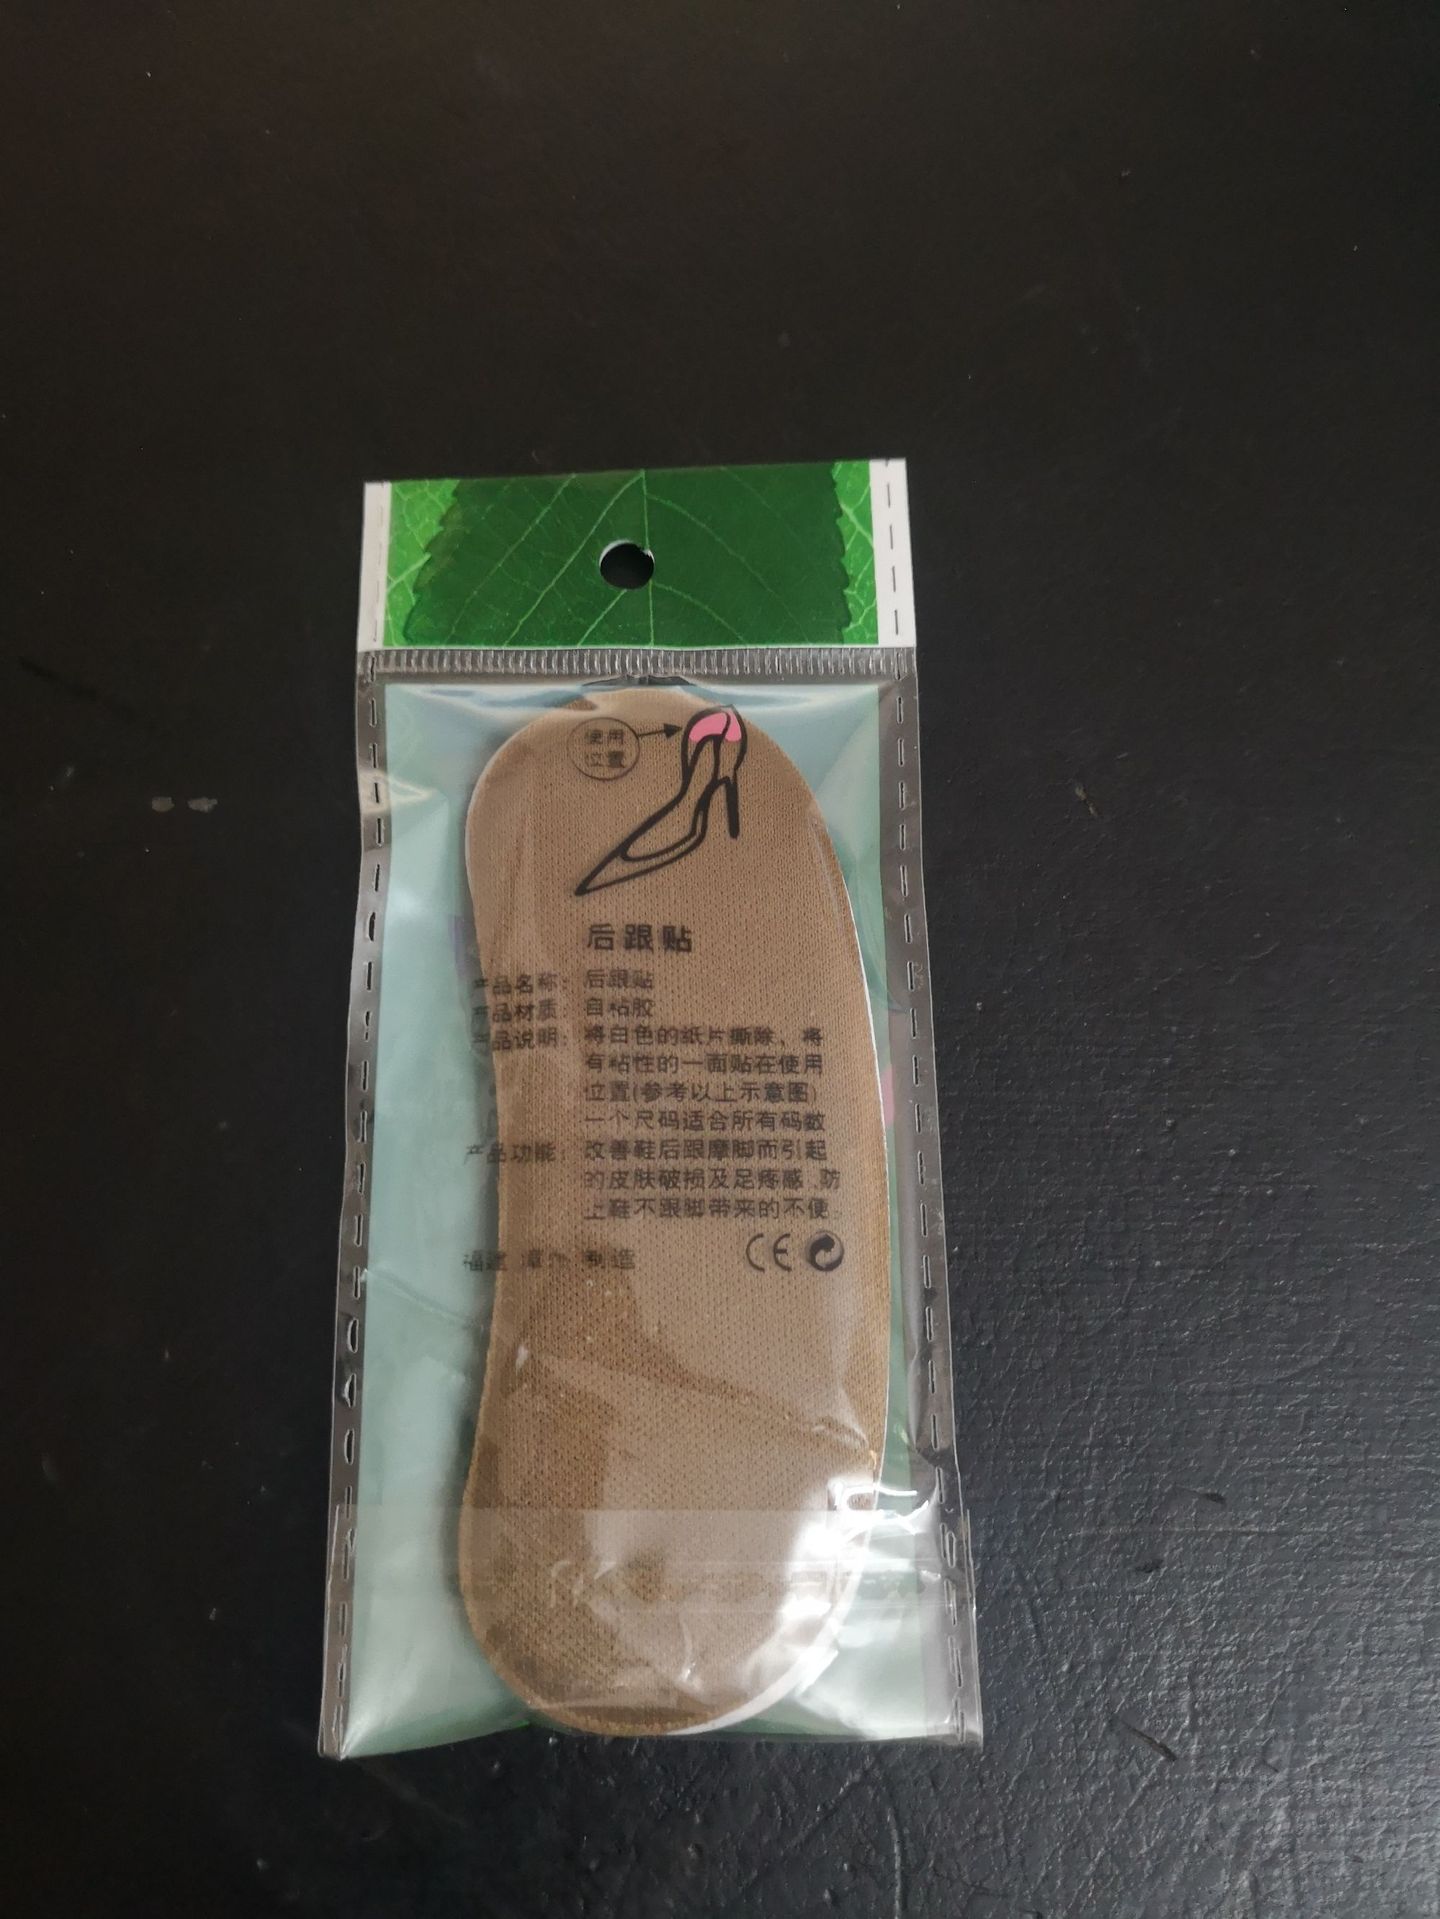 使用
位置
后跟贴
产品名称：后跟贴
产品材质：自粘胶
产品说明：将白色的纸片撕除、将
有粘性的一面贴在使用
位置(参考以上示意图)
一个尺码适合所有码数
产品功能：改善鞋后跟摩脚而引起
的皮肤破损及足疼感,防
止鞋不跟脚带来的不便
福建 漳州 制造
CE